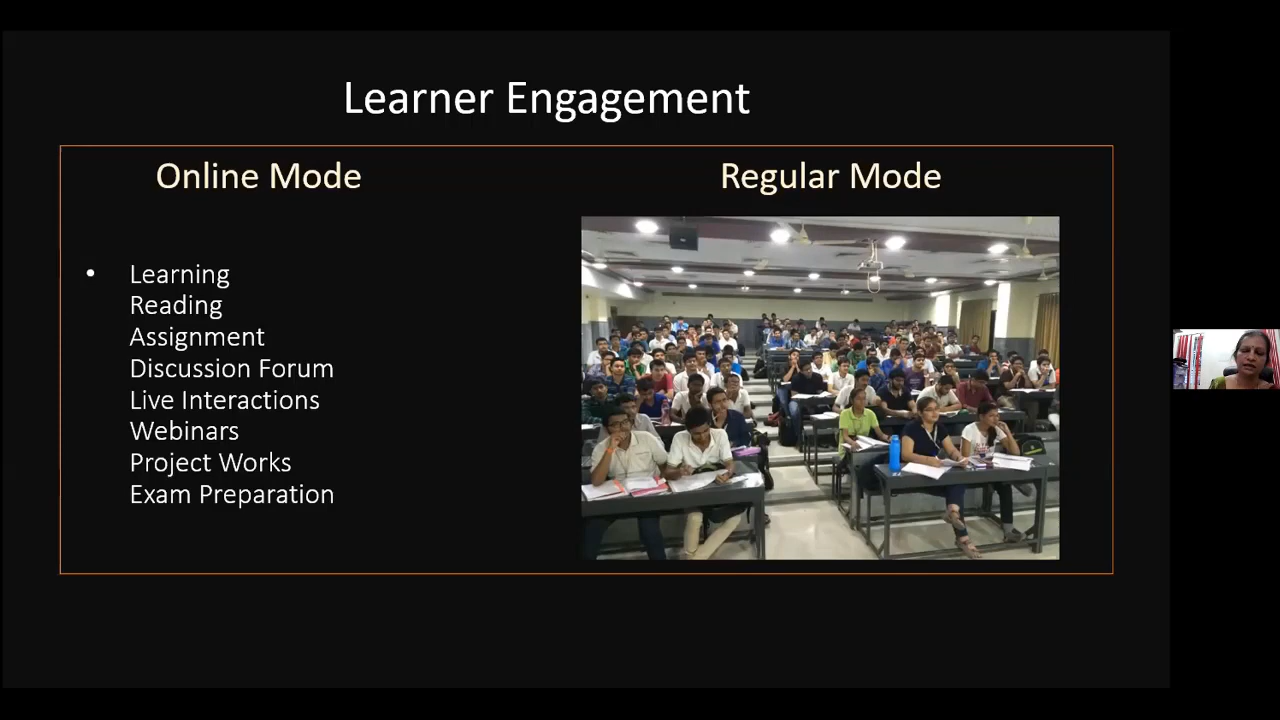 Learner Engagement
Online Mode
Regular Mode
• Learning
Reading
Assignment
Discussion Forum
Live Interactions
Webinars
Project Works
Exam Preparation